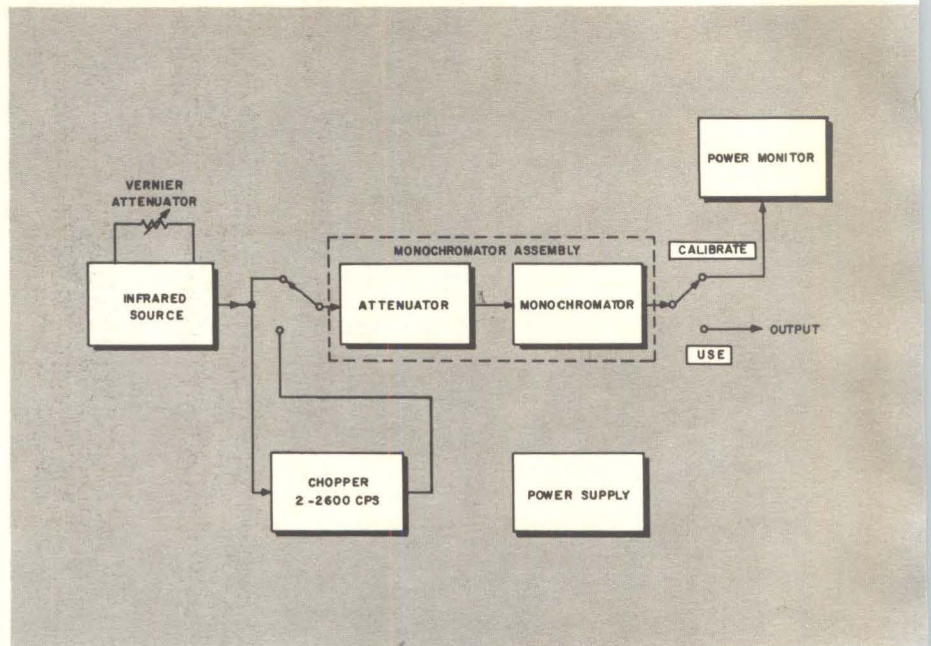 POWER MONITOR
VERNIER
ATTENUATOR
MONOCHROMATOR ASSEMBLY
CALIBRATE
INFRARED
SOURCE
ATTENUATOR
MONOCHROMATOR
OUTPUT
USE
CHOPPER
2-2600 CPS
POWER SUPPLY